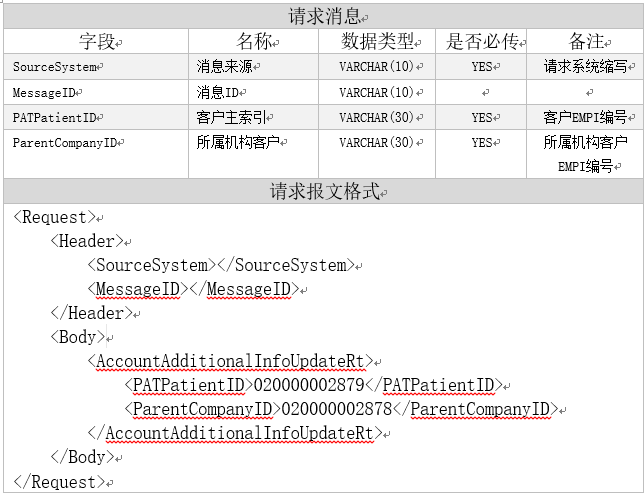 请求消息
字段 名称 数据类型 是否必传 备注
SourceSystem 消息来源 VARCHAR(10) YES 请求系统缩写
MessageID 消息ID VARCHAR(10)
PATPatientID 客户主索引 VARCHAR(30) YES 客户EMPI编号
ParentCompanyID 所属机构客户 VARCHAR(30) YES 所属机构客户
EMPI编号
请求报文格式
<Request>
<Header>
<SourceSystem></SourceSystem>
<MessageID></MessageID>
</Header>
<Body>
<AccountAdditionalInfoUpdateRt>
<PATPatientID>020000002879</PATPatientID>
<ParentCompanyID>020000002878</ParentCompanyID>
</AccountAdditionalInfoUpdateRt>
</Body>
</Request>